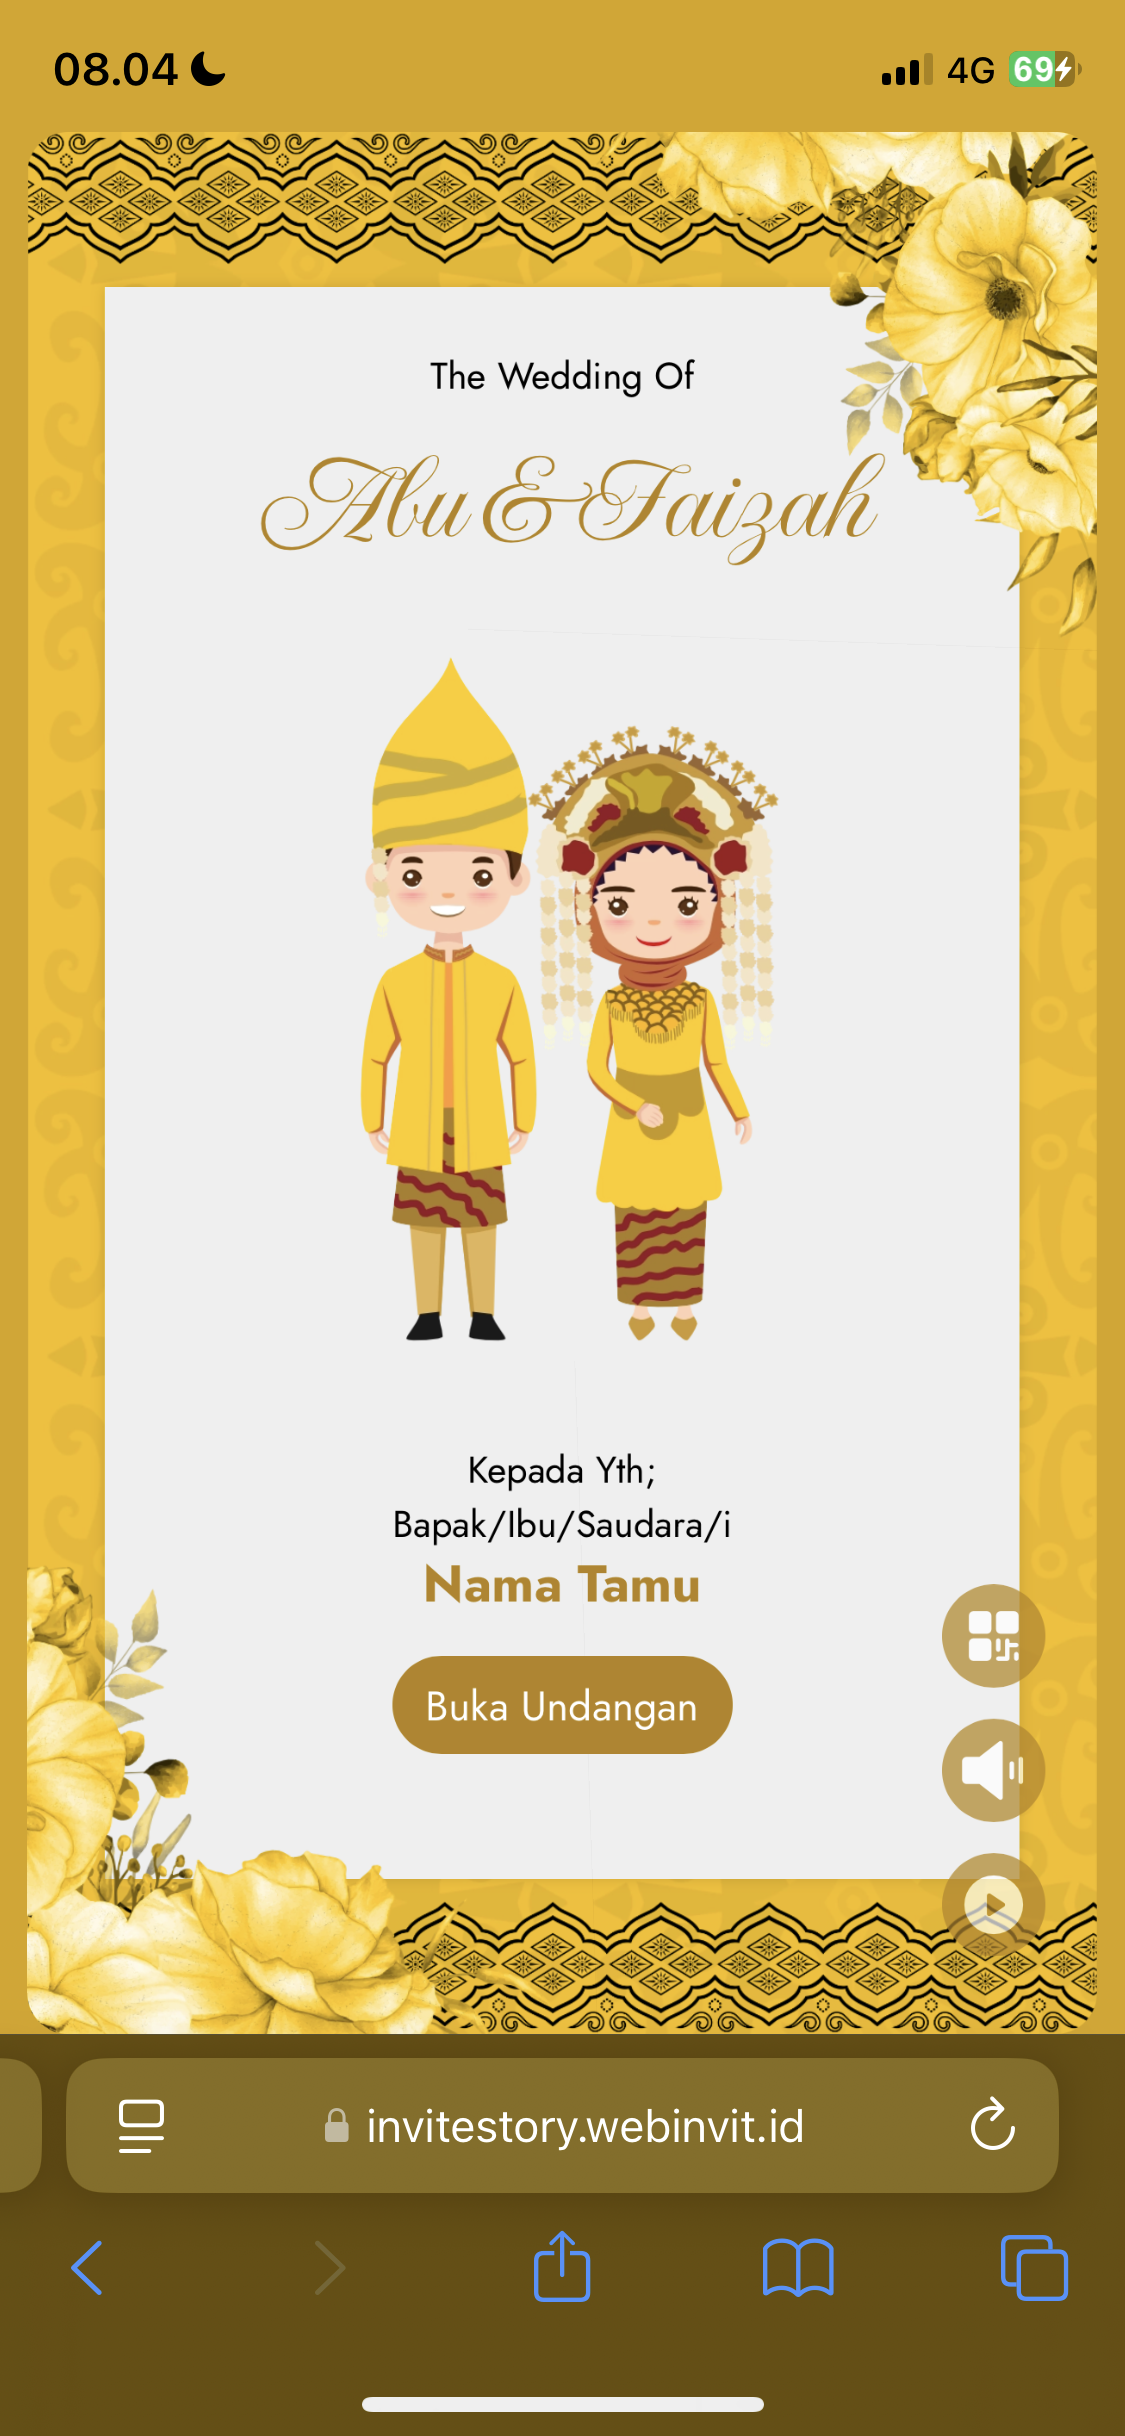 08.04
4G
69
The Wedding Of
Abu & Faizah
Kepada Yth;
Bapak/Ibu/Saudara/i
Nama Tamu
Buka Undangan
invitestory.webinvit.id